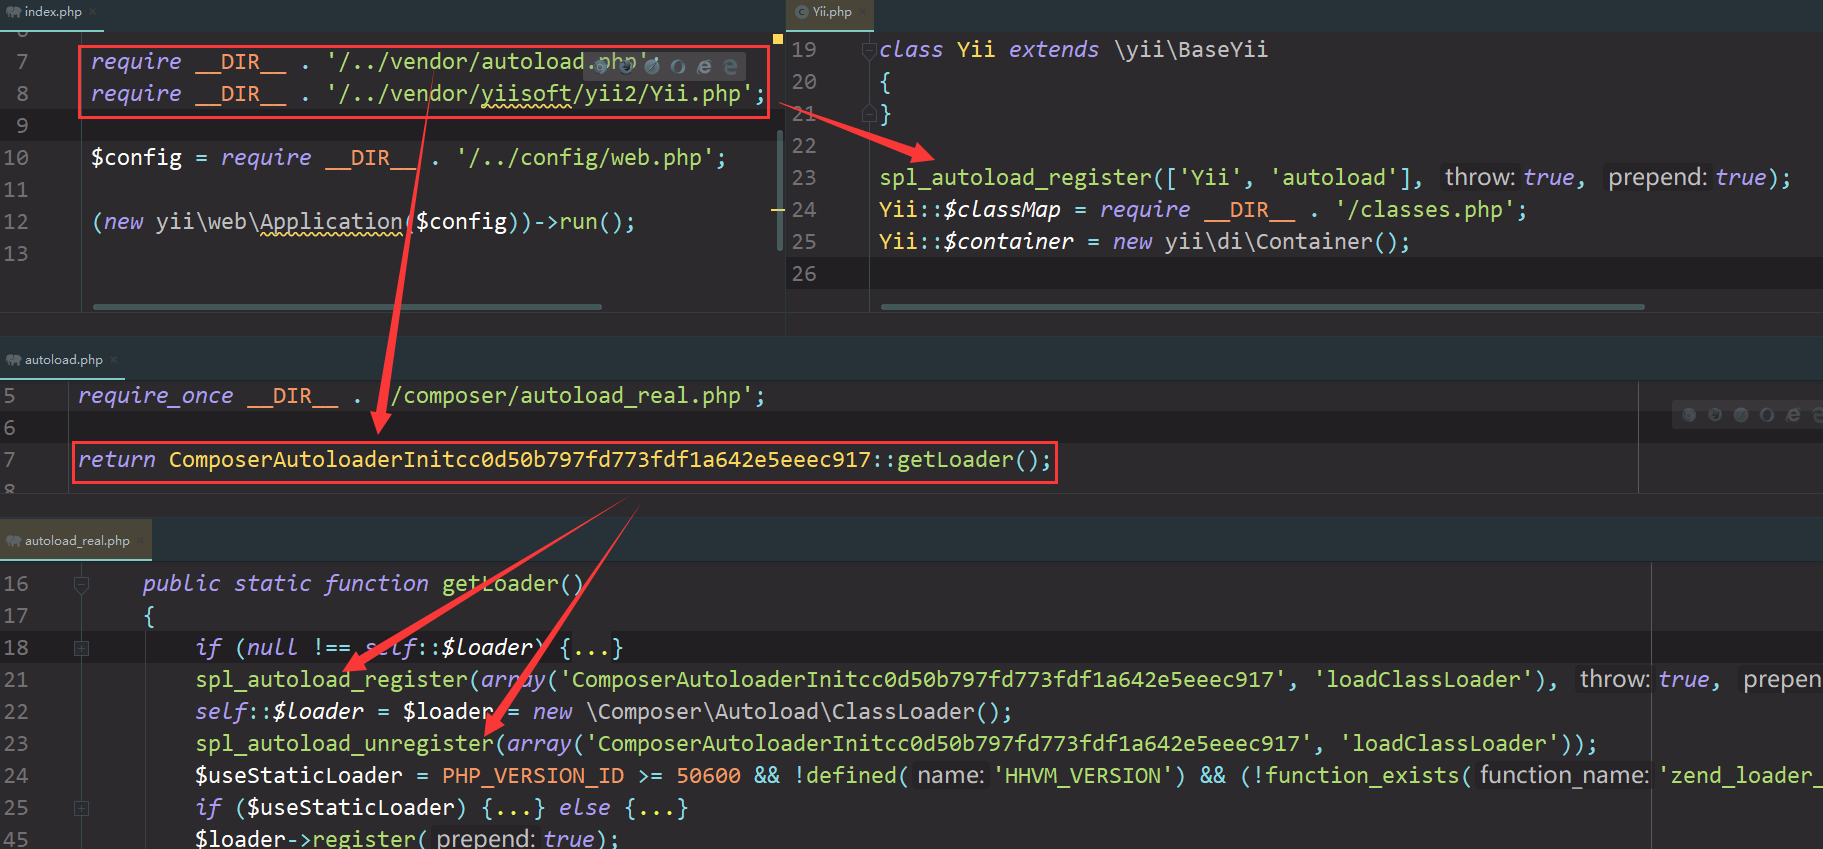 index.php
7 require __DIR__ . '/../vendor/autoload.php';
8 require __DIR__ . '/../vendor/yiisoft/yii2/Yii.php';
9
10 $config = require __DIR__ . '/../config/web.php';
11
12 (new yii\web\Application($config))->run();
13
Yii.php
19 class Yii extends \yii\BaseYii
20 {
21 }
22
23 spl_autoload_register(['Yii', 'autoload'], throw: true, prepend: true);
24 Yii::$classMap = require __DIR__ . '/classes.php';
25 Yii::$container = new yii\di\Container();
26
autoload.php
5 require_once __DIR__ . '/composer/autoload_real.php';
6
7 return ComposerAutoloaderInitcc0d50b797fd773fdf1a642e5eeec917::getLoader();
8
autoload_real.php
16 public static function getLoader()
17 {
18 if (null !== self::$loader) {...}
21 spl_autoload_register(array('ComposerAutoloaderInitcc0d50b797fd773fdf1a642e5eeec917', 'loadClassLoader'), throw: true, prepen
22 self::$loader = $loader = new \Composer\Autoload\ClassLoader();
23 spl_autoload_unregister(array('ComposerAutoloaderInitcc0d50b797fd773fdf1a642e5eeec917', 'loadClassLoader'));
24 $useStaticLoader = PHP_VERSION_ID >= 50600 && !defined( name: 'HHVM_VERSION') && (!function_exists( function_name: 'zend_loader_
25 if ($useStaticLoader) {...} else {...}
45 $loader->register( prepend: true);